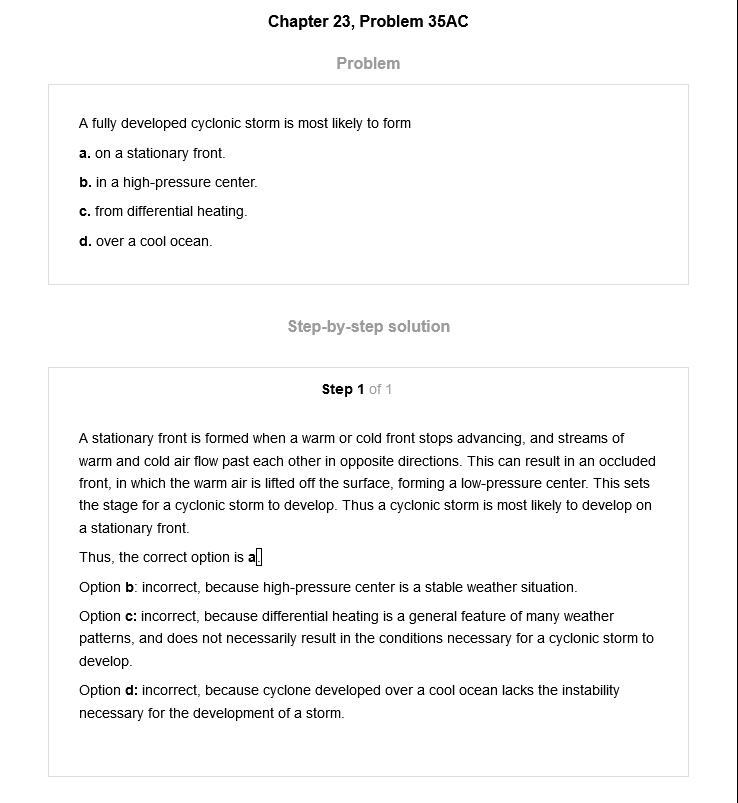 Chapter 23, Problem 35AC
Problem
A fully developed cyclonic storm is most likely to form
a. on a stationary front.
b. in a high-pressure center.
c. from differential heating.
d. over a cool ocean.
Step-by-step solution
Step 1 of 1
A stationary front is formed when a warm or cold front stops advancing, and streams of
warm and cold air flow past each other in opposite directions. This can result in an occluded
front, in which the warm air is lifted off the surface, forming a low-pressure center. This sets
the stage for a cyclonic storm to develop. Thus a cyclonic storm is most likely to develop on
a stationary front.
Thus, the correct option is a.
Option b: incorrect, because high-pressure center is a stable weather situation.
Option c: incorrect, because differential heating is a general feature of many weather
patterns, and does not necessarily result in the conditions necessary for a cyclonic storm to
develop.
Option d: incorrect, because cyclone developed over a cool ocean lacks the instability
necessary for the development of a storm.